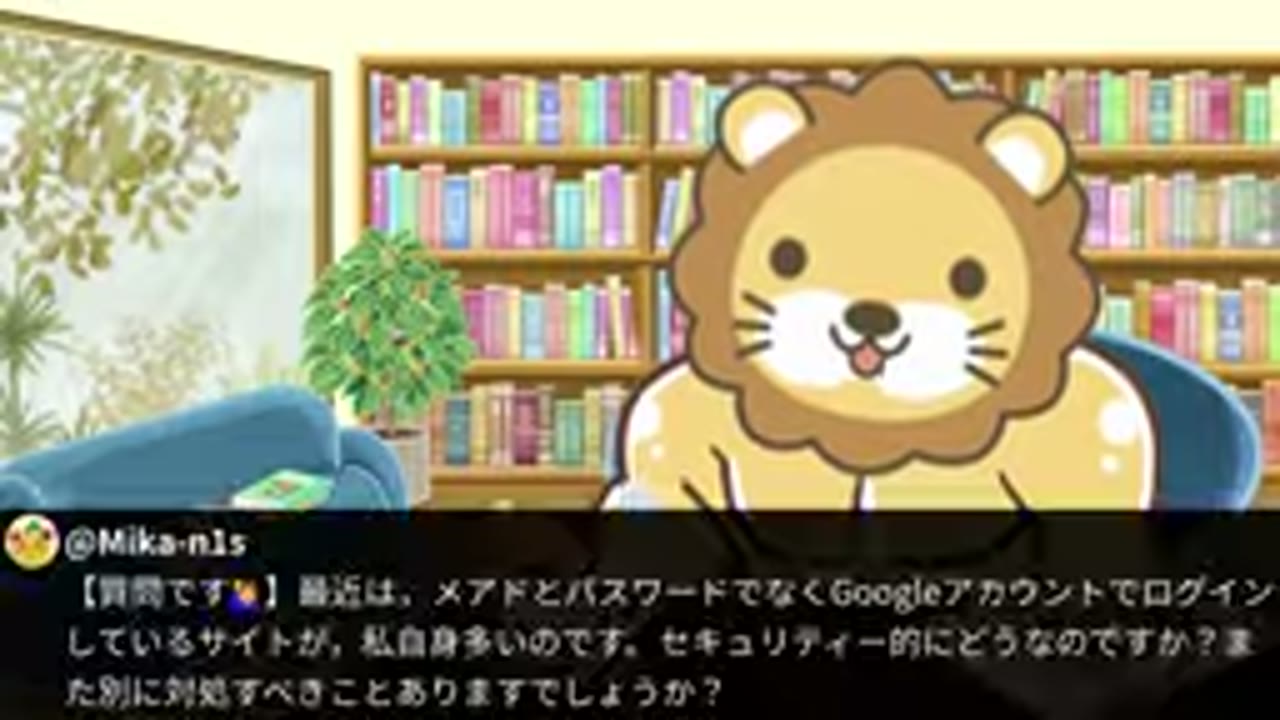 @Mika-n1s
【質問です🙋‍♀️】最近は、メアドとパスワードでなくGoogleアカウントでログイン
しているサイトが、私自身多いのです。セキュリティー的にどうなのですか？ま
た別に対処すべきことありますでしょうか？